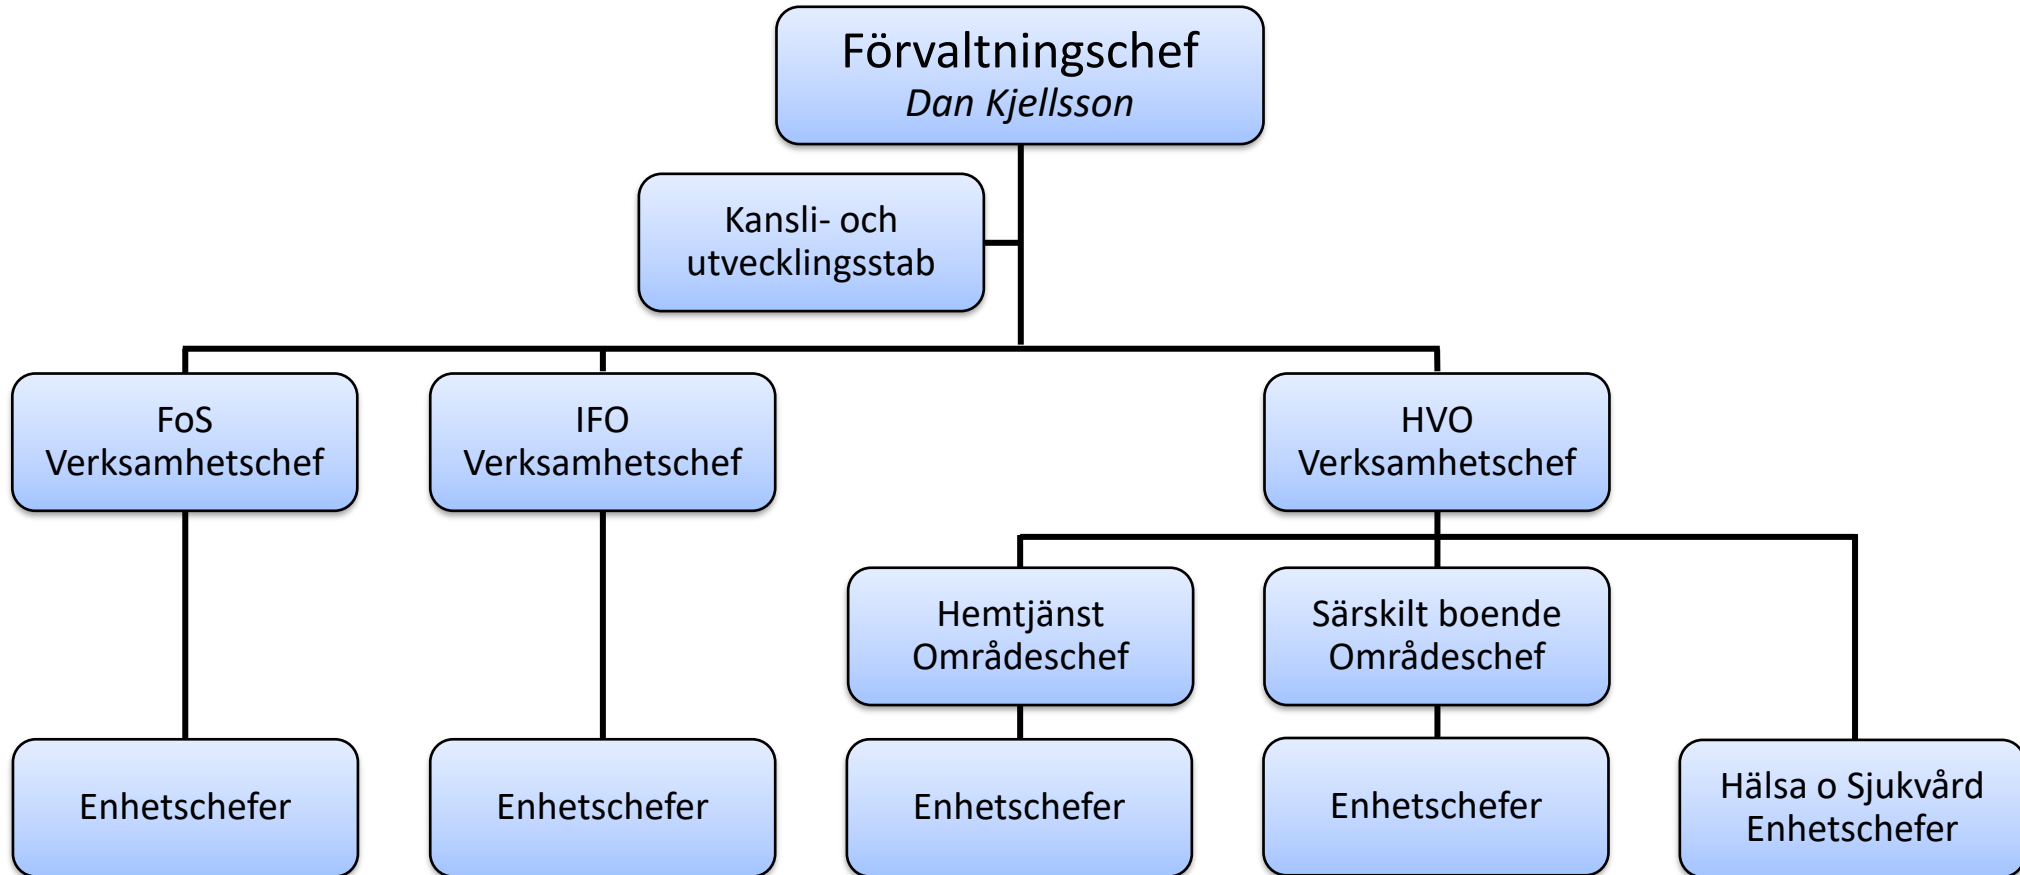 Förvaltningschef
Dan Kjellsson
Kansli- och
utvecklingsstab
FoS
Verksamhetschef
IFO
Verksamhetschef
HVO
Verksamhetschef
Hemtjänst
Områdeschef
Särskilt boende
Områdeschef
Enhetschefer
Enhetschefer
Enhetschefer
Enhetschefer
Hälsa o Sjukvård
Enhetschefer